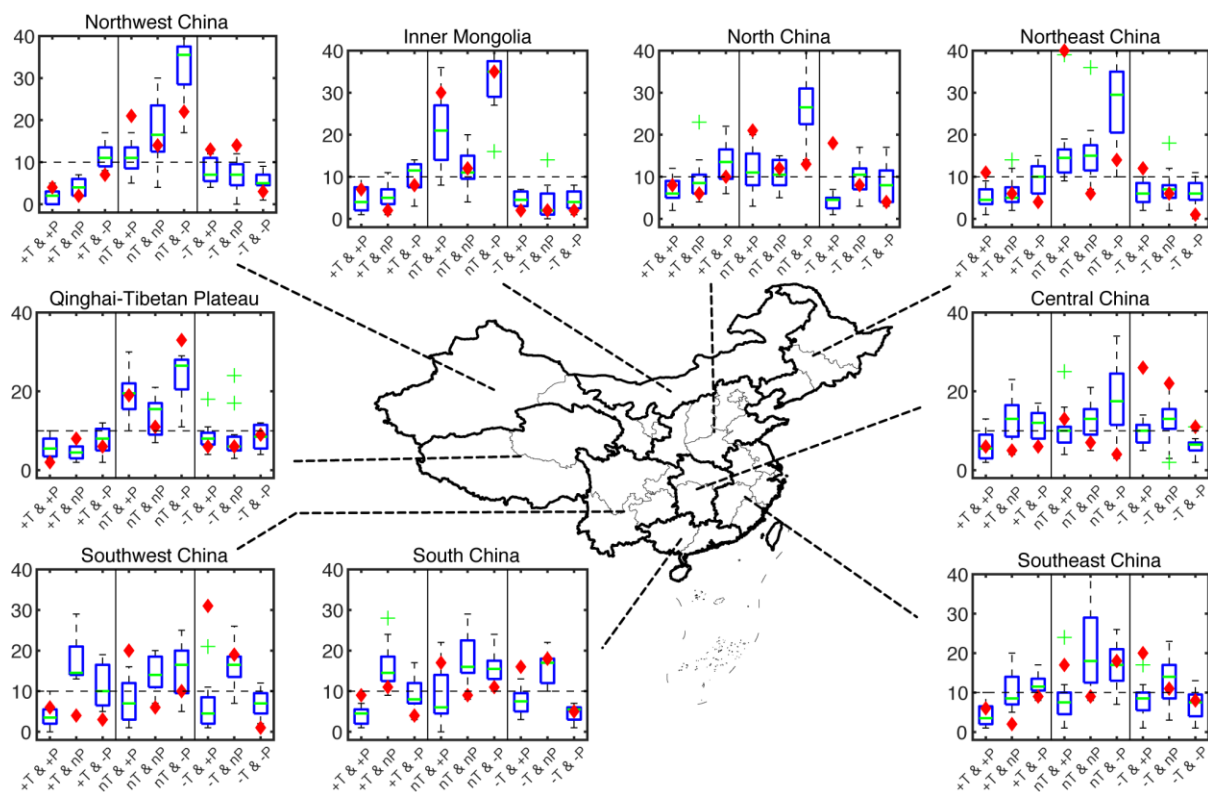 Northwest China
40
30
20
10
0
+T & +P
+T & nP
+T & -P
nT & +P
nT & nP
nT & -P
-T & +P
-T & nP
-T & -P
Inner Mongolia
40
30
20
10
0
+T & +P
+T & nP
+T & -P
nT & +P
nT & nP
nT & -P
-T & +P
-T & nP
-T & -P
North China
40
30
20
10
0
+T & +P
+T & nP
+T & -P
nT & +P
nT & nP
nT & -P
-T & +P
-T & nP
-T & -P
Northeast China
40
30
20
10
0
+T & +P
+T & nP
+T & -P
nT & +P
nT & nP
nT & -P
-T & +P
-T & nP
-T & -P
Qinghai-Tibetan Plateau
40
20
0
+T & +P
+T & nP
+T & -P
nT & +P
nT & nP
nT & -P
-T & +P
-T & nP
-T & -P
Central China
40
20
0
+T & +P
+T & nP
+T & -P
nT & +P
nT & nP
nT & -P
-T & +P
-T & nP
-T & -P
Southwest China
40
30
20
10
0
+T & +P
+T & nP
+T & -P
nT & +P
nT & nP
nT & -P
-T & +P
-T & nP
-T & -P
South China
40
30
20
10
0
+T & +P
+T & nP
+T & -P
nT & +P
nT & nP
nT & -P
-T & +P
-T & nP
-T & -P
Southeast China
40
30
20
10
0
+T & +P
+T & nP
+T & -P
nT & +P
nT & nP
nT & -P
-T & +P
-T & nP
-T & -P